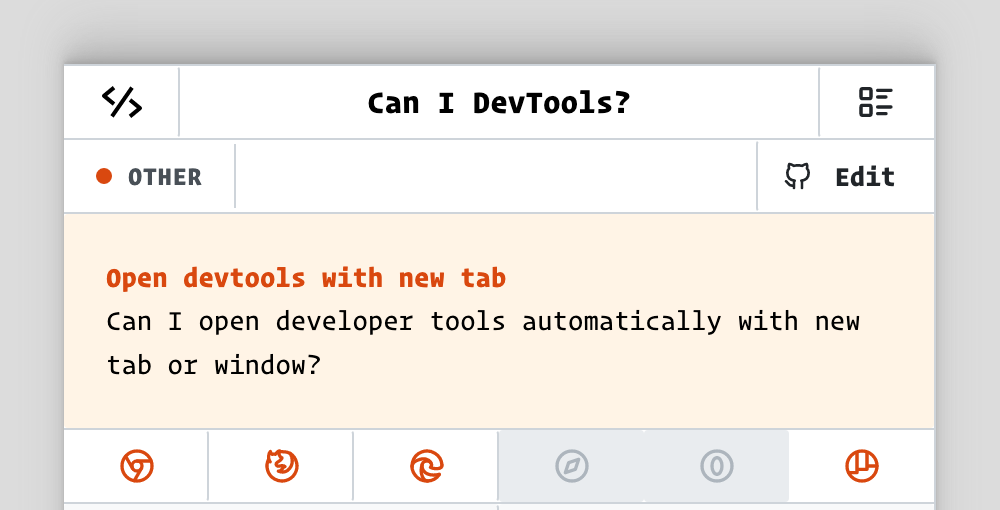 Can I DevTools?
OTHER
Edit
Open devtools with new tab
Can I open developer tools automatically with new
tab or window?